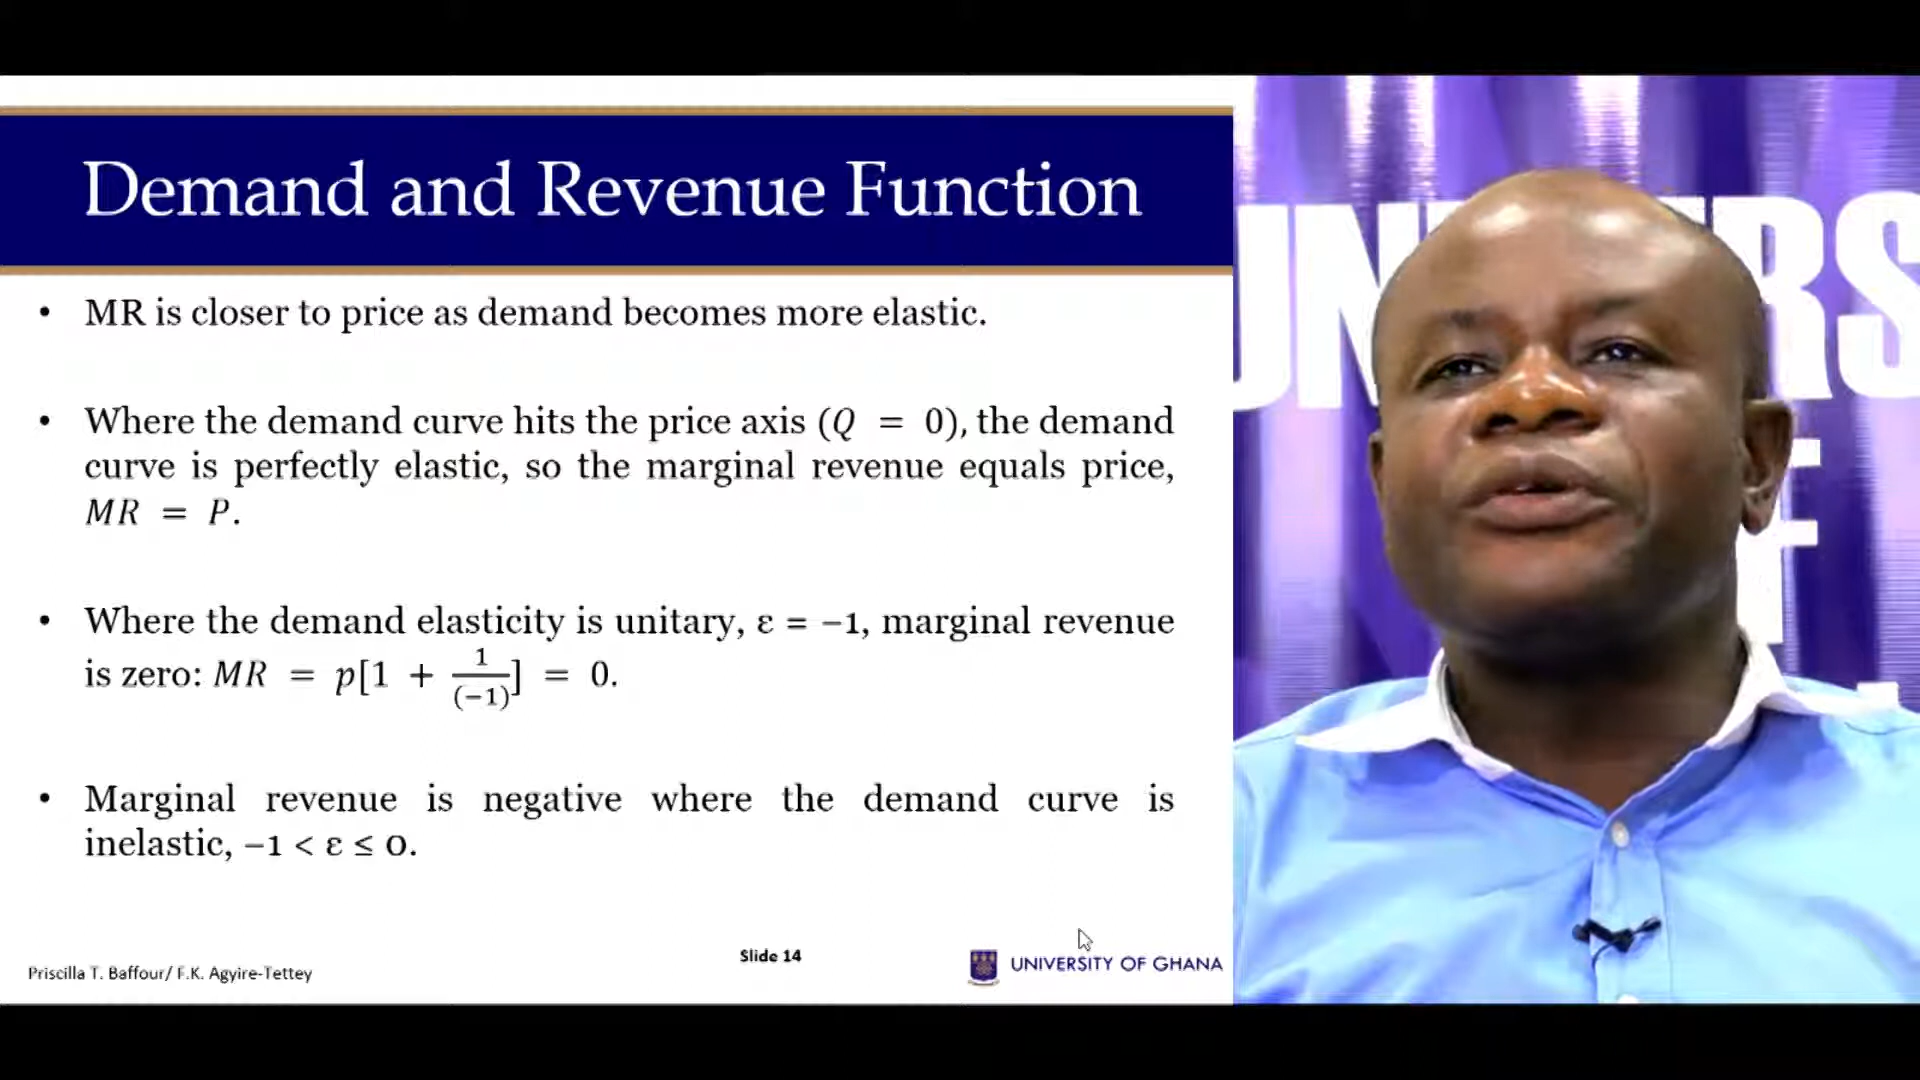 Demand and Revenue Function
• MR is closer to price as demand becomes more elastic.
• Where the demand curve hits the price axis (Q = 0), the demand
curve is perfectly elastic, so the marginal revenue equals price,
MR = P.
• Where the demand elasticity is unitary, ε = −1, marginal revenue
is zero: MR = p[1 + 1/(−1)] = 0.
• Marginal revenue is negative where the demand curve is
inelastic, −1 < ε ≤ 0.
Slide 14
Priscilla T. Baffour/ F.K. Agyire-Tettey
UNIVERSITY OF GHANA